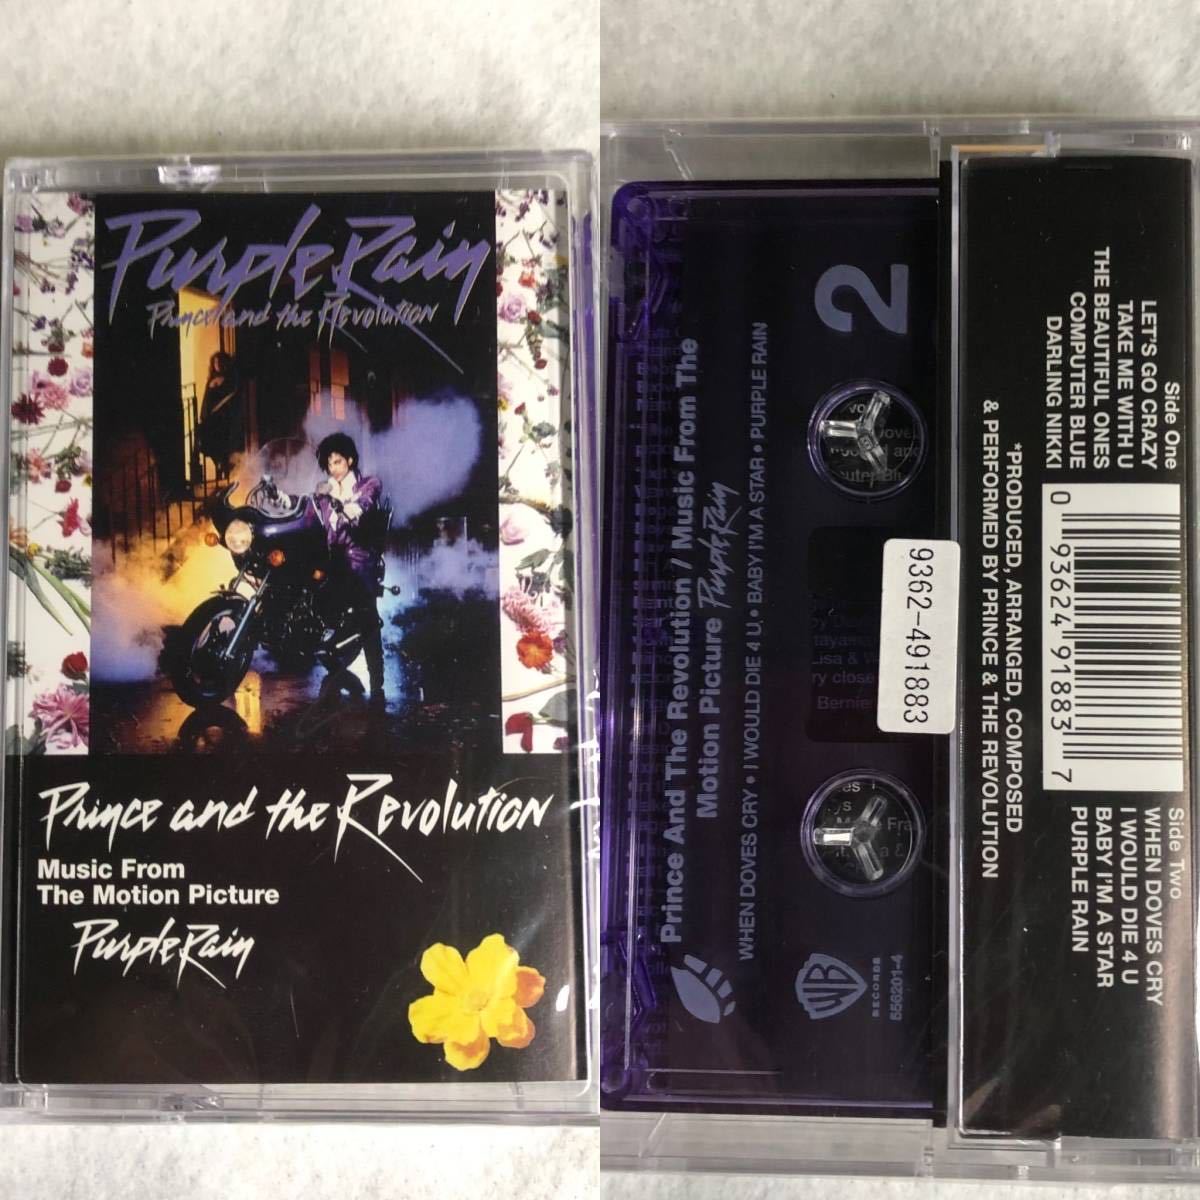 Purple Rain
Prince and the Revolution
Prince and the Revolution
Music From
The Motion Picture
Purple Rain
2
Prince And The Revolution / Music From The
Motion Picture Purple Rain
WHEN DOVES CRY • I WOULD DIE 4 U • BABY I'M A STAR • PURPLE RAIN
WB
RECORDS
556201-4
9362-491883
Side One
LET'S GO CRAZY
TAKE ME WITH U
THE BEAUTIFUL ONES
COMPUTER BLUE
DARLING NIKKI
*PRODUCED, ARRANGED, COMPOSED
& PERFORMED BY PRINCE & THE REVOLUTION
0 93624 91883 7
Side Two
WHEN DOVES CRY
I WOULD DIE 4 U
BABY I'M A STAR
PURPLE RAIN